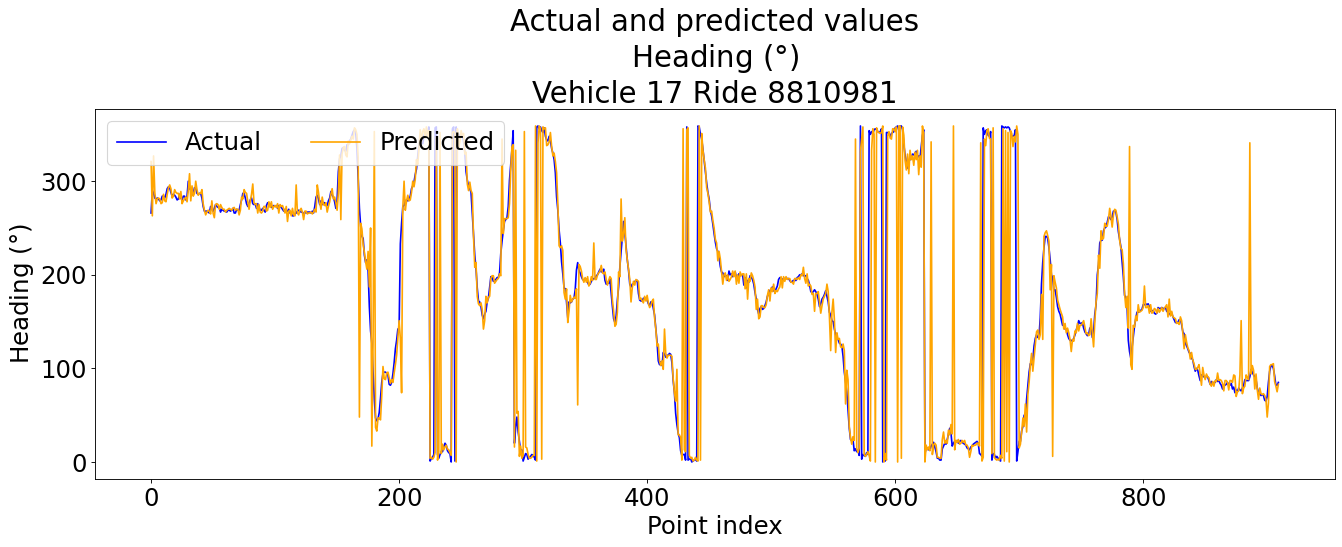 Actual and predicted values
Heading (°)
Vehicle 17 Ride 8810981
Actual
Predicted
Heading (°)
300
200
100
0
0
200
400
600
800
Point index